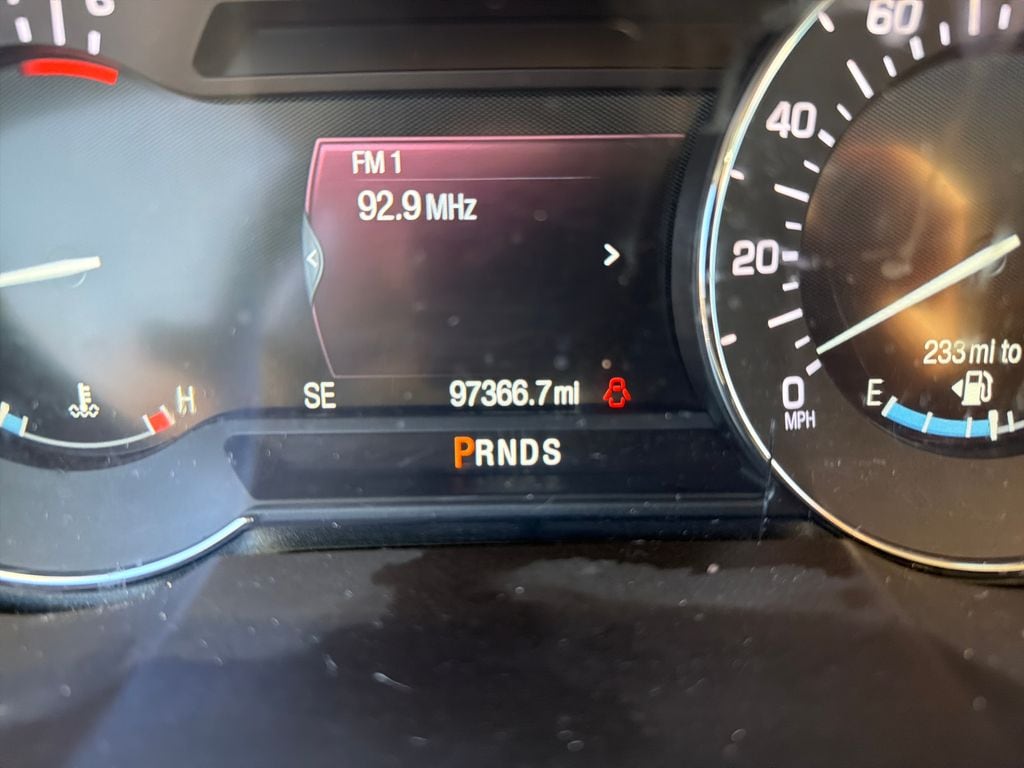 FM 1
92.9 MHz
<
>
60
40
20
0
MPH
233 mi to
E
H
SE
97366.7 mi
PRNDS